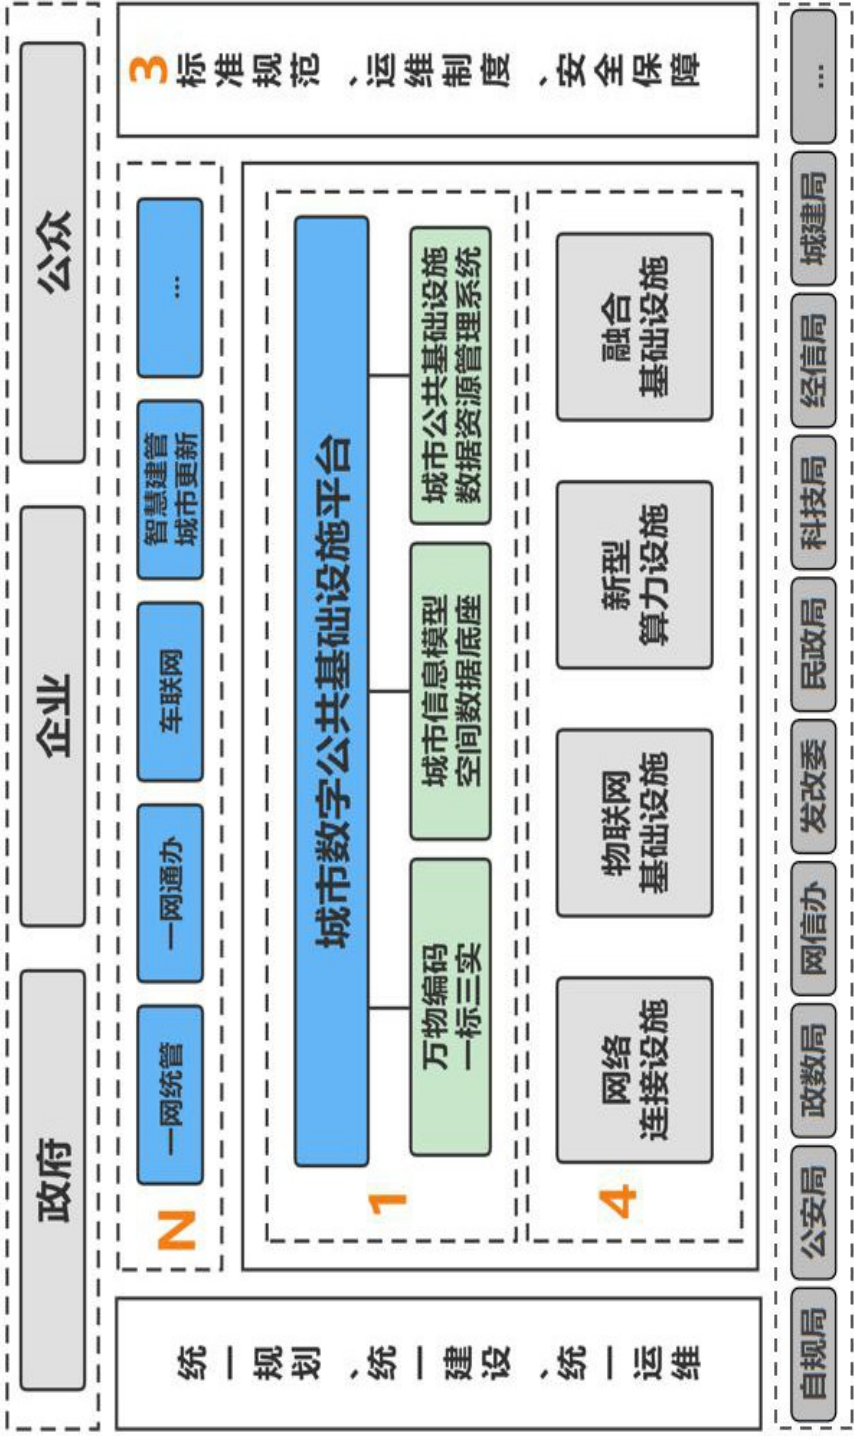 政府
企业
公众
N
一网统管
一网通办
车联网
智慧建管
城市更新
...
统一规划、统一建设、统一运维
1
城市数字公共基础设施平台
万物编码
一标三实
城市信息模型
空间数据底座
城市公共基础设施
数据资源管理系统
4
网络
连接设施
物联网
基础设施
新型
算力设施
融合
基础设施
3
标准规范、运维制度、安全保障
自规局
公安局
政数局
网信办
发改委
民政局
科技局
经信局
城建局
...